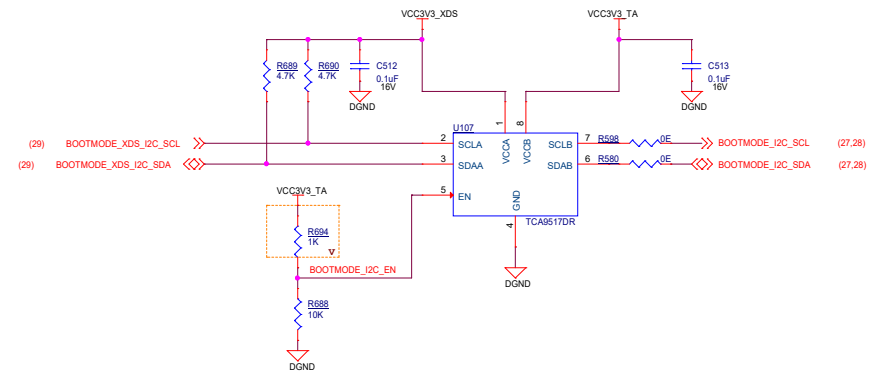 VCC3V3_XDS
VCC3V3_TA
R689
4.7K
R690
4.7K
C512
0.1uF
16V
DGND
C513
0.1uF
16V
DGND
U107
1
8
(29) BOOTMODE_XDS_I2C_SCL
2
SCLA
VCCA
VCCB
SCLB
7
R598
0E
BOOTMODE_I2C_SCL (27,28)
(29) BOOTMODE_XDS_I2C_SDA
3
SDAA
SDAB
6
R580
0E
BOOTMODE_I2C_SDA (27,28)
VCC3V3_TA
5
EN
GND
4
TCA9517DR
R694
1K
V
BOOTMODE_I2C_EN
DGND
R688
10K
DGND